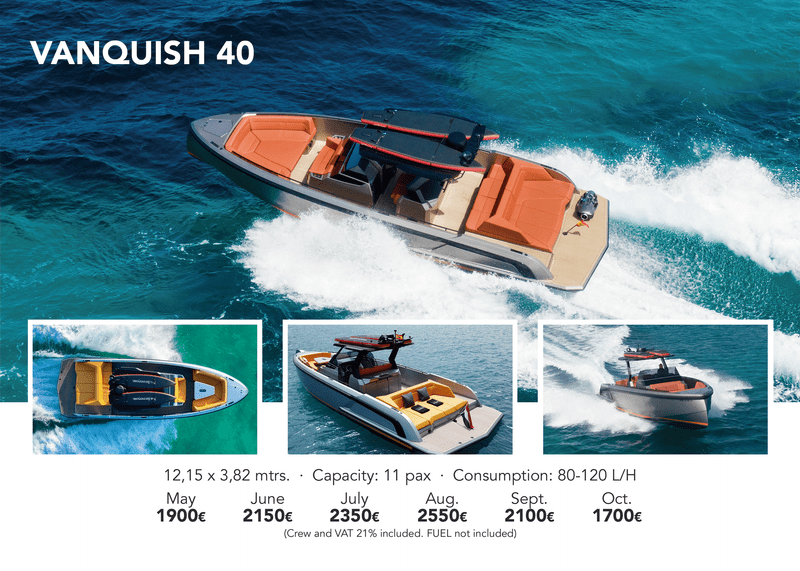 VANQUISH 40
12,15 x 3,82 mtrs. · Capacity: 11 pax · Consumption: 80-120 L/H
May June July Aug. Sept. Oct.
1900€ 2150€ 2350€ 2550€ 2100€ 1700€
(Crew and VAT 21% included. FUEL not included)